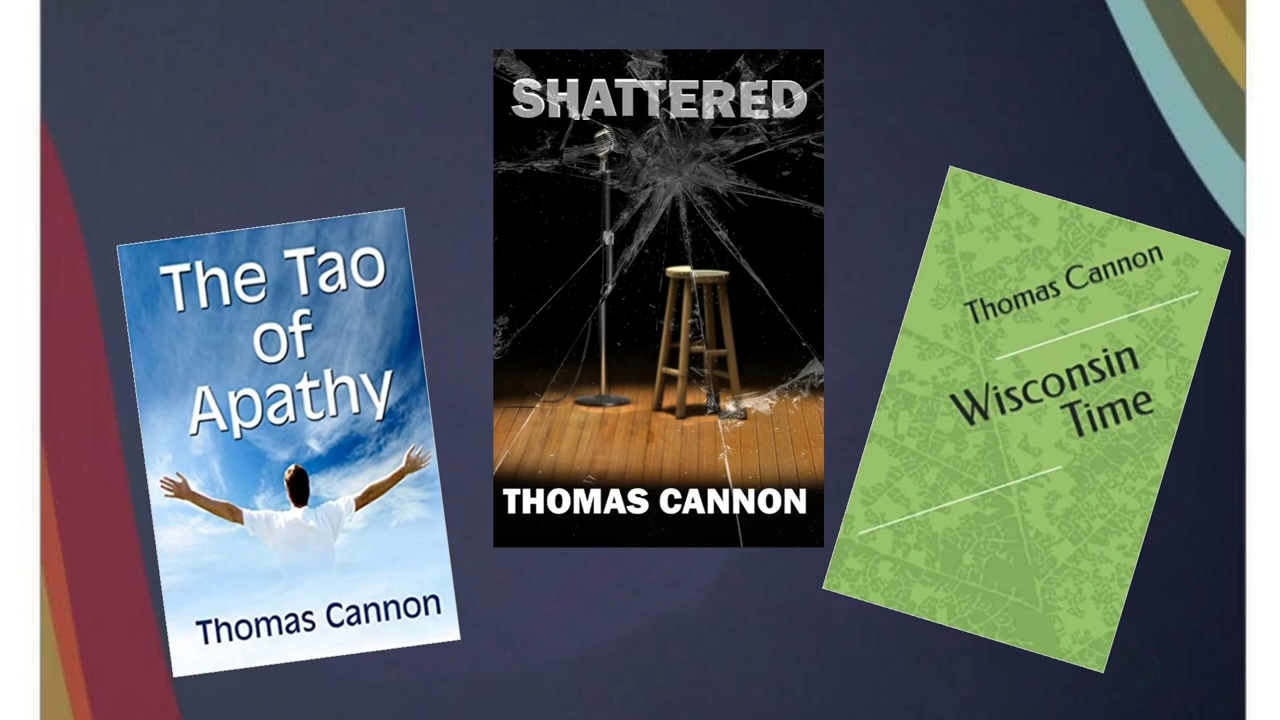 The Tao
of
Apathy
Thomas Cannon
SHATTERED
THOMAS CANNON
Thomas Cannon
Wisconsin
Time